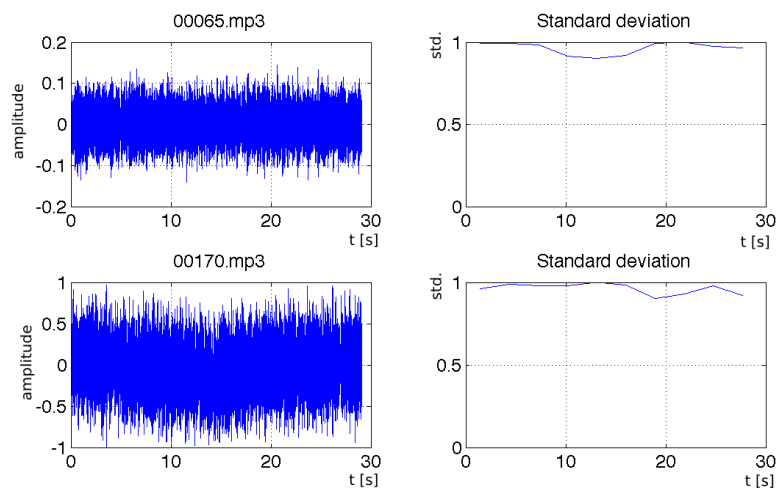 00065.mp3
amplitude
0.2
0.1
0
-0.1
-0.2
0 10 20 30
t [s]
Standard deviation
std.
1
0.5
0
0 10 20 30
t [s]
00170.mp3
amplitude
1
0.5
0
-0.5
-1
0 10 20 30
t [s]
Standard deviation
std.
1
0.5
0
0 10 20 30
t [s]